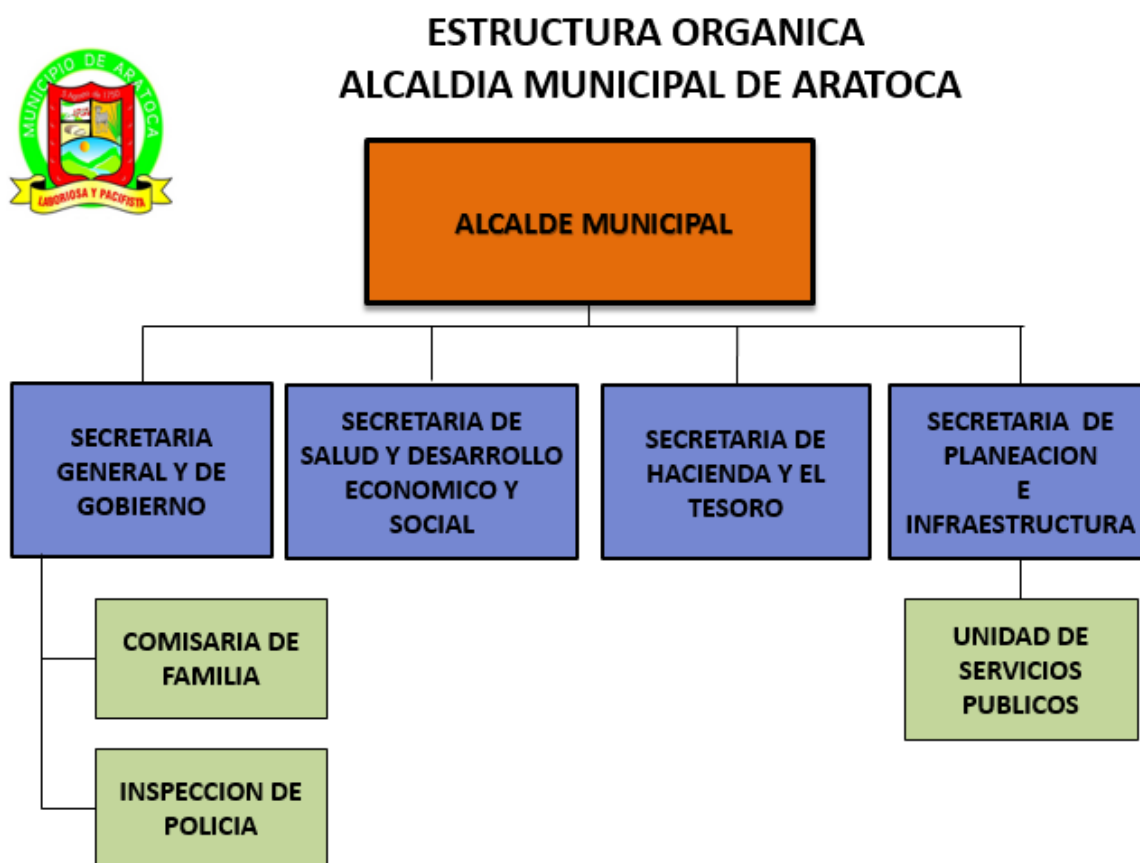 ESTRUCTURA ORGANICA
ALCALDIA MUNICIPAL DE ARATOCA
MUNICIPIO DE ARATOCA
LABORIOSA Y PACIFISTA
ALCALDE MUNICIPAL
SECRETARIA
GENERAL Y DE
GOBIERNO
SECRETARIA DE
SALUD Y DESARROLLO
ECONOMICO Y
SOCIAL
SECRETARIA DE
HACIENDA Y EL
TESORO
SECRETARIA DE
PLANEACION
E
INFRAESTRUCTURA
COMISARIA DE
FAMILIA
INSPECCION DE
POLICIA
UNIDAD DE
SERVICIOS
PUBLICOS